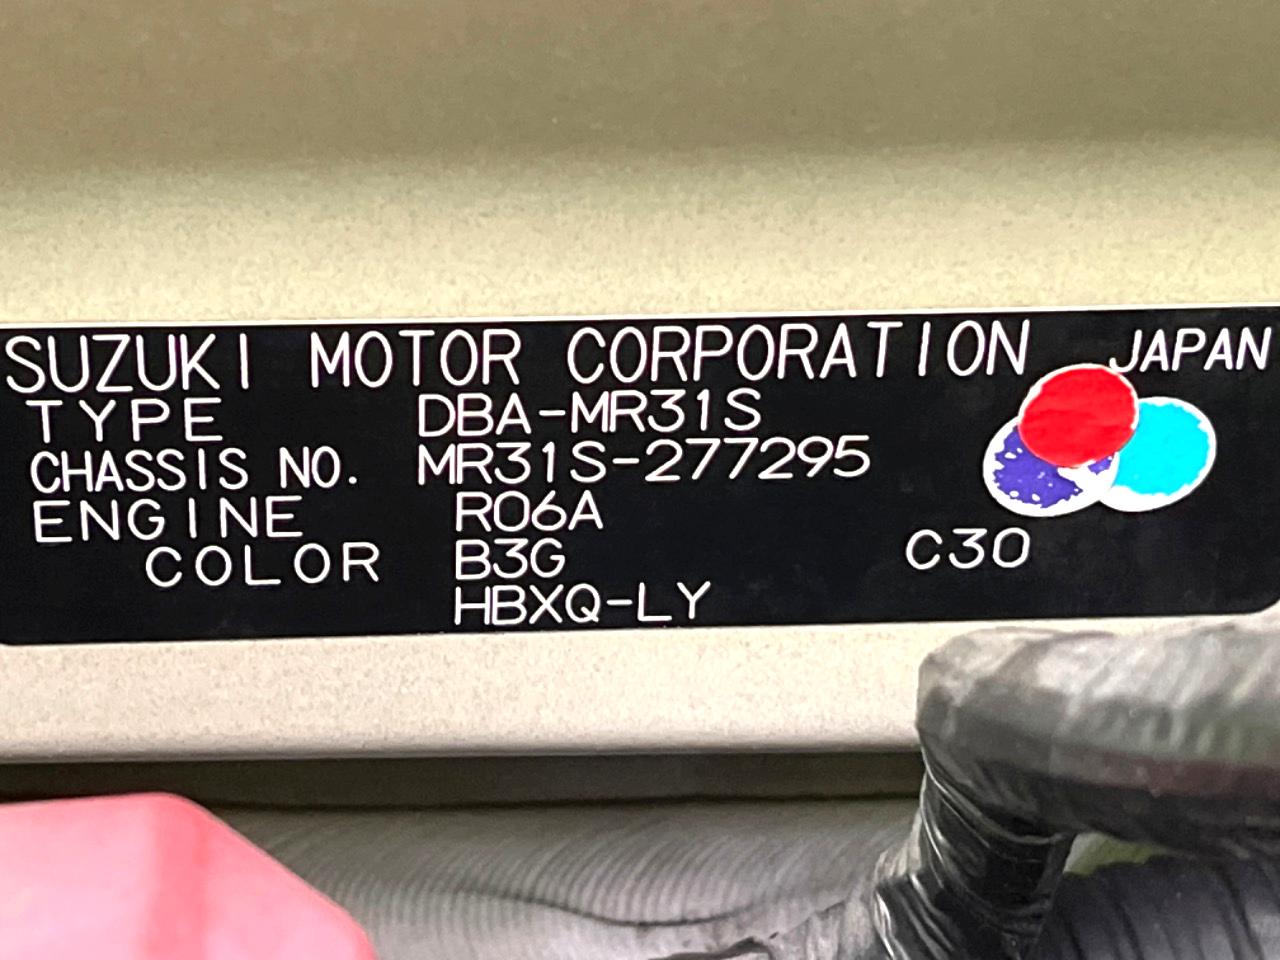 SUZUKI MOTOR CORPORATION JAPAN
TYPE DBA-MR31S
CHASSIS NO. MR31S-277295
ENGINE R06A
COLOR B3G C30
HBXQ-LY